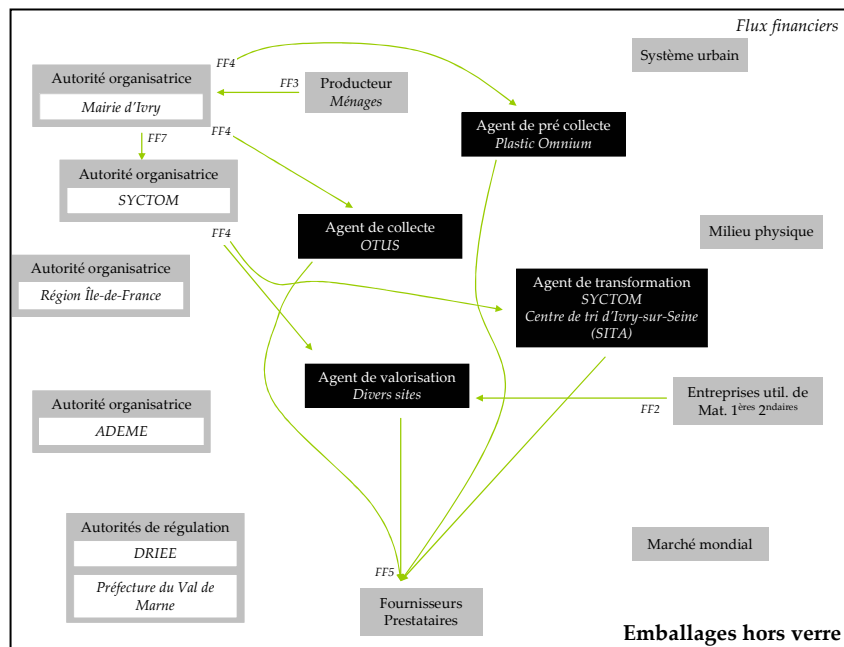 Flux financiers
Système urbain
FF4
Autorité organisatrice
Mairie d'Ivry
FF3
Producteur
Ménages
FF7
FF4
Agent de pré collecte
Plastic Omnium
Autorité organisatrice
SYCTOM
FF4
Agent de collecte
OTUS
Milieu physique
Autorité organisatrice
Région Île-de-France
Agent de transformation
SYCTOM
Centre de tri d'Ivry-sur-Seine
(SITA)
Agent de valorisation
Divers sites
FF2
Entreprises util. de
Mat. 1ères 2ndaires
Autorité organisatrice
ADEME
Autorités de régulation
DRIEE
Préfecture du Val de
Marne
Marché mondial
FF5
Fournisseurs
Prestataires
Emballages hors verre